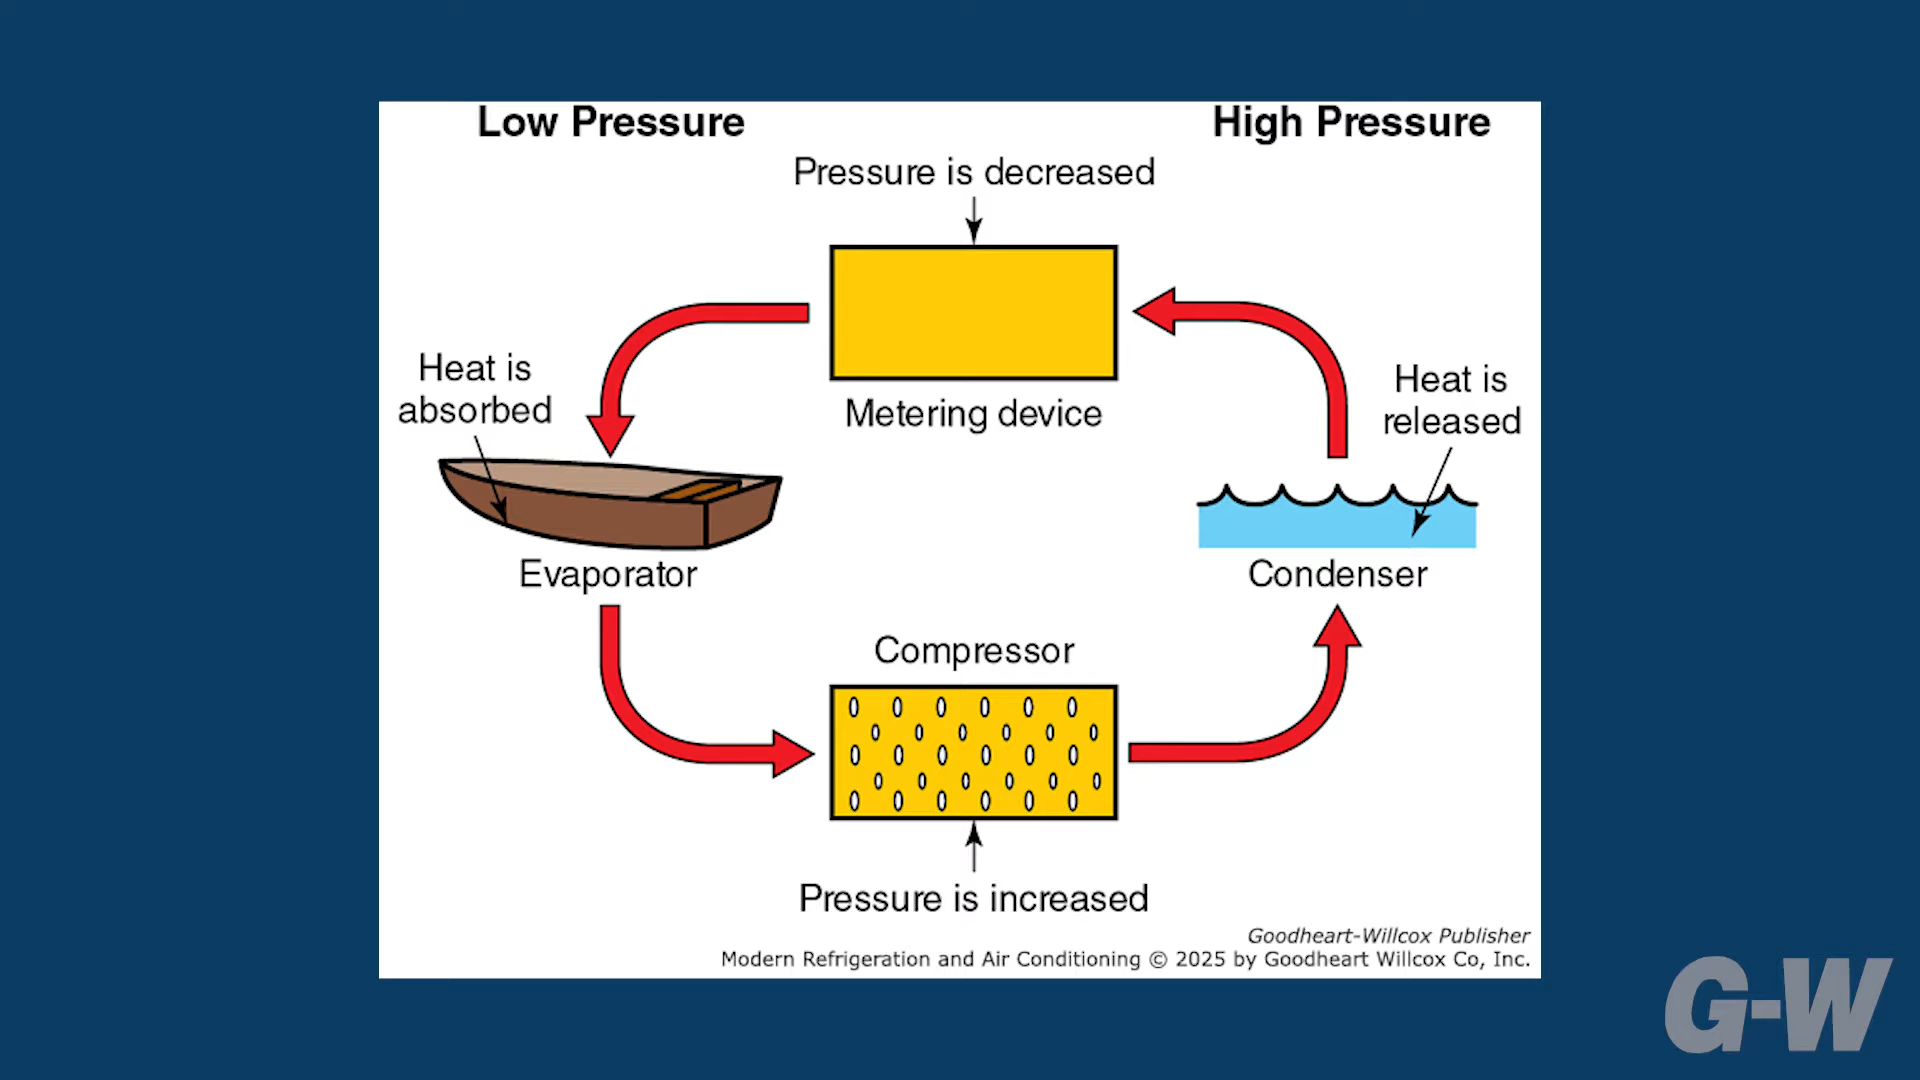 Low Pressure
High Pressure
Pressure is decreased
Heat is
absorbed
Metering device
Heat is
released
Evaporator
Condenser
Compressor
Pressure is increased
Goodheart-Willcox Publisher
Modern Refrigeration and Air Conditioning © 2025 by Goodheart Willcox Co, Inc.
G-W